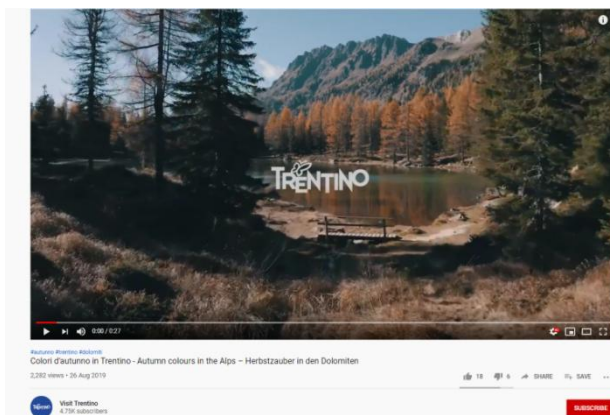 TRENTINO
0:00 / 0:27
#autunno #trentino #dolomiti
Colori d'autunno in Trentino - Autumn colours in the Alps – Herbstzauber in den Dolomiten
2,282 views • 26 Aug 2019
18 6 SHARE SAVE
Visit Trentino
4.75K subscribers
SUBSCRIBE